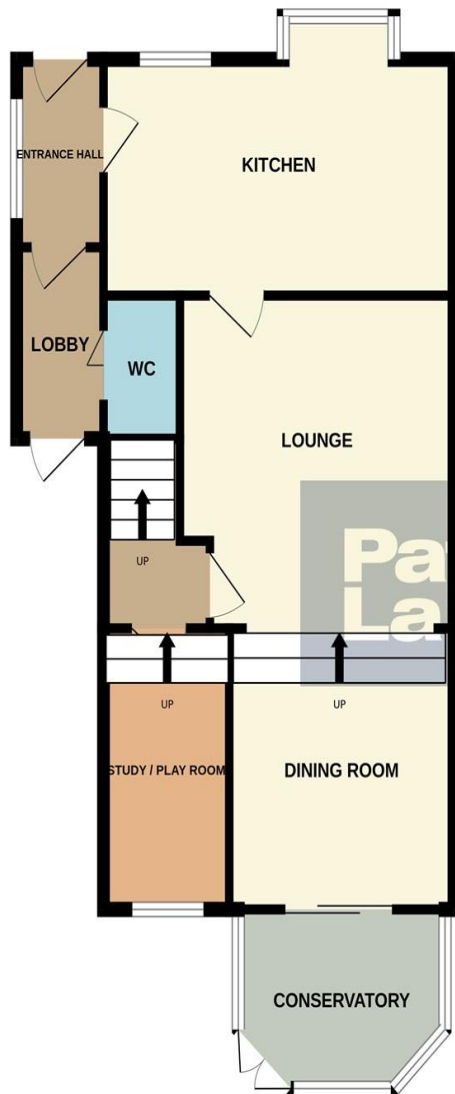 ENTRANCE HALL
KITCHEN
LOBBY
WC
LOUNGE
UP
UP
UP
STUDY / PLAY ROOM
DINING ROOM
CONSERVATORY